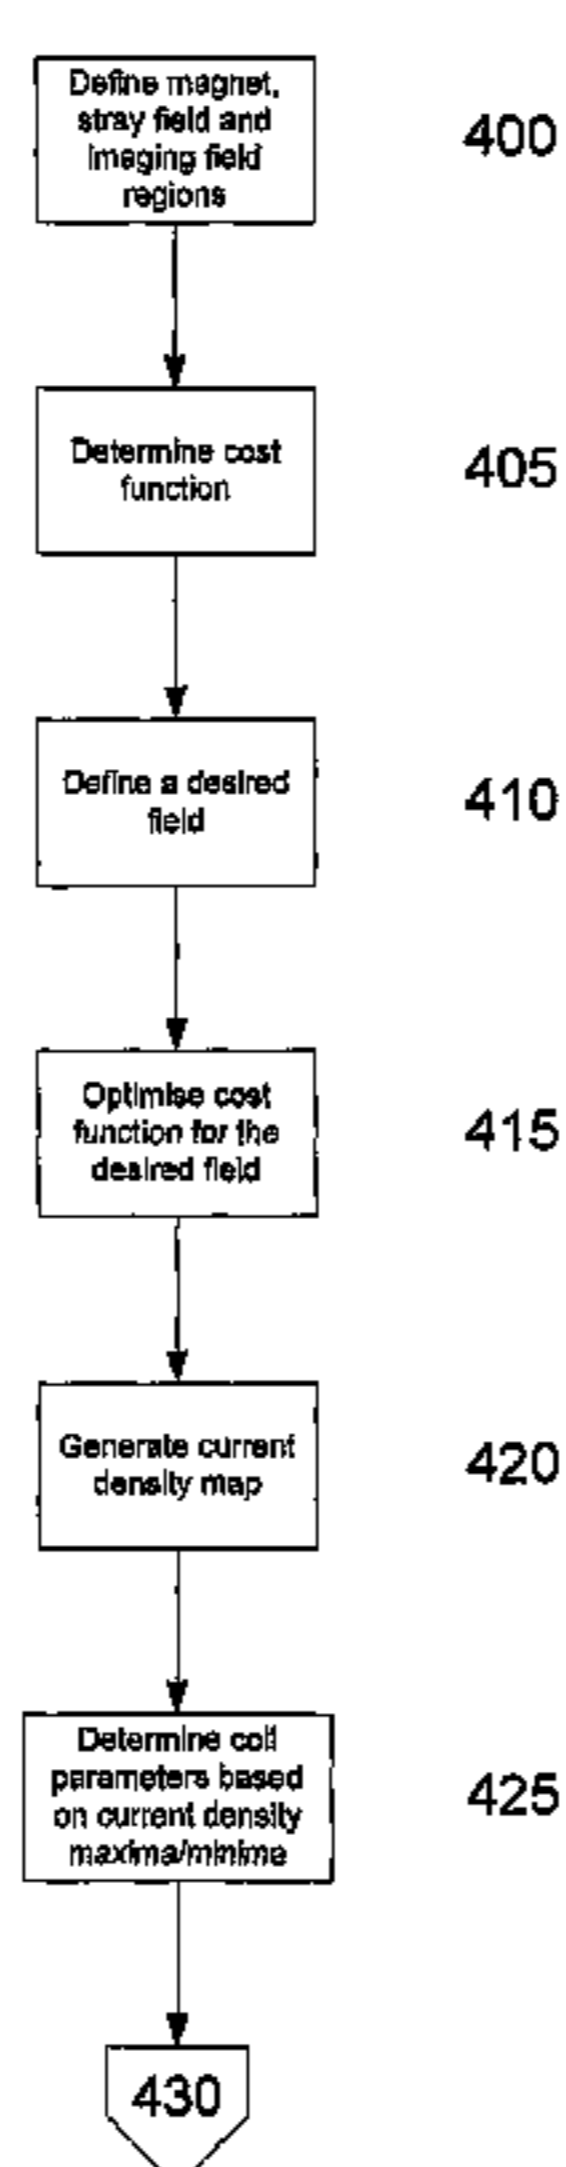 Define magnet,
stray field and
imaging field
regions
400
Determine cost
function
405
Define a desired
field
410
Optimise cost
function for the
desired field
415
Generate current
density map
420
Determine coil
parameters based
on current density
maxima/minima
425
430